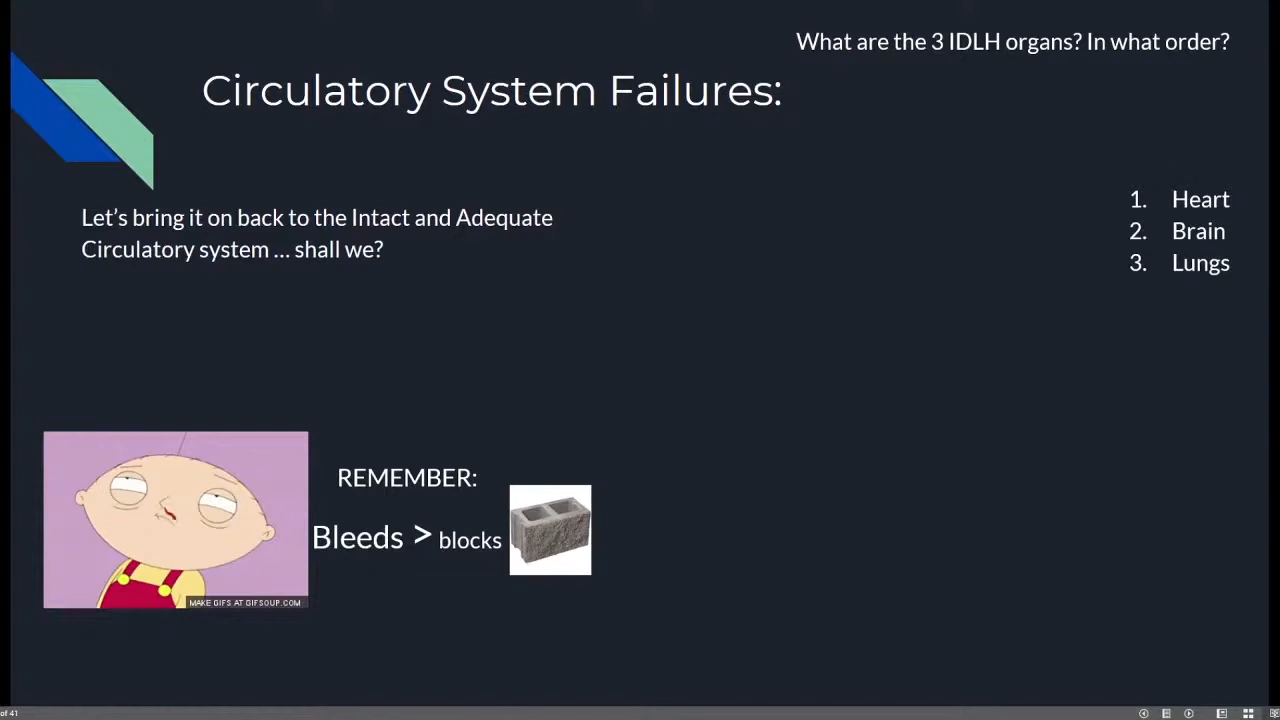 What are the 3 IDLH organs? In what order?
Circulatory System Failures:
Let's bring it on back to the Intact and Adequate
Circulatory system ... shall we?
1. Heart
2. Brain
3. Lungs
REMEMBER:
Bleeds > blocks
MAKE GIFS AT GIFSOUP.COM
of 41